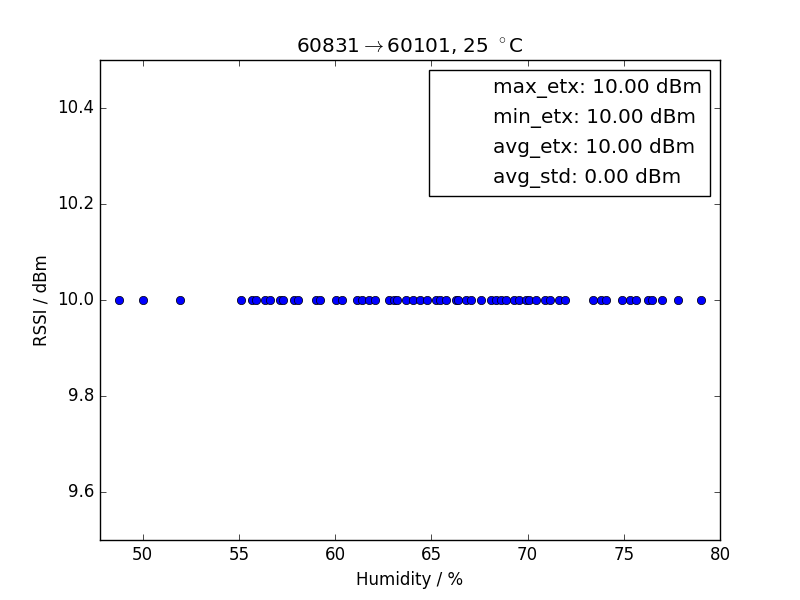 60831→60101, 25 °C
max_etx: 10.00 dBm
min_etx: 10.00 dBm
avg_etx: 10.00 dBm
avg_std: 0.00 dBm
10.4
10.2
10.0
9.8
9.6
RSSI / dBm
50 55 60 65 70 75 80
Humidity / %